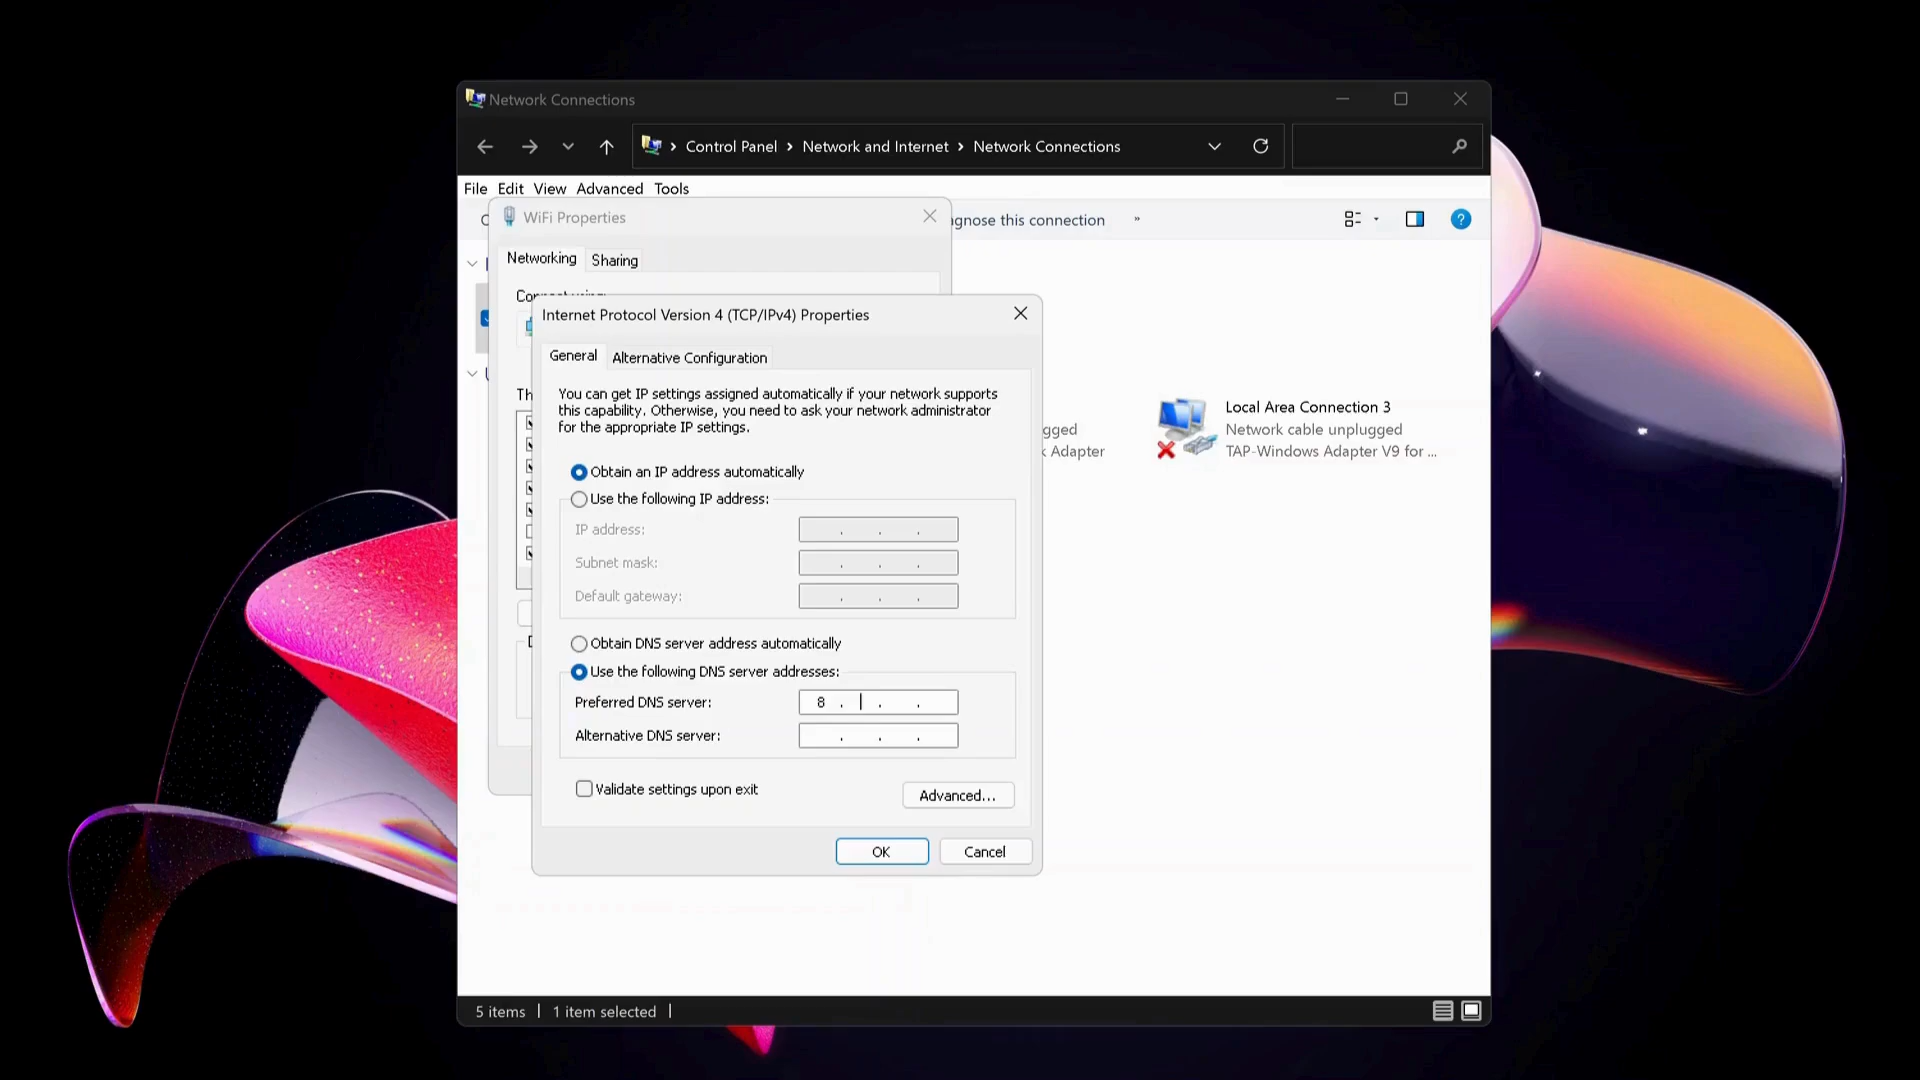 Network Connections
Control Panel > Network and Internet > Network Connections
File Edit View Advanced Tools
WiFi Properties
agnose this connection »
Networking Sharing
Internet Protocol Version 4 (TCP/IPv4) Properties
General Alternative Configuration
You can get IP settings assigned automatically if your network supports
this capability. Otherwise, you need to ask your network administrator
for the appropriate IP settings.
Obtain an IP address automatically
Use the following IP address:
IP address: . . .
Subnet mask: . . .
Default gateway: . . .
Obtain DNS server address automatically
Use the following DNS server addresses:
Preferred DNS server: 8 . . .
Alternative DNS server: . . .
Validate settings upon exit
Advanced...
OK Cancel
Th
gged
k Adapter
Local Area Connection 3
Network cable unplugged
TAP-Windows Adapter V9 for ...
5 items | 1 item selected |